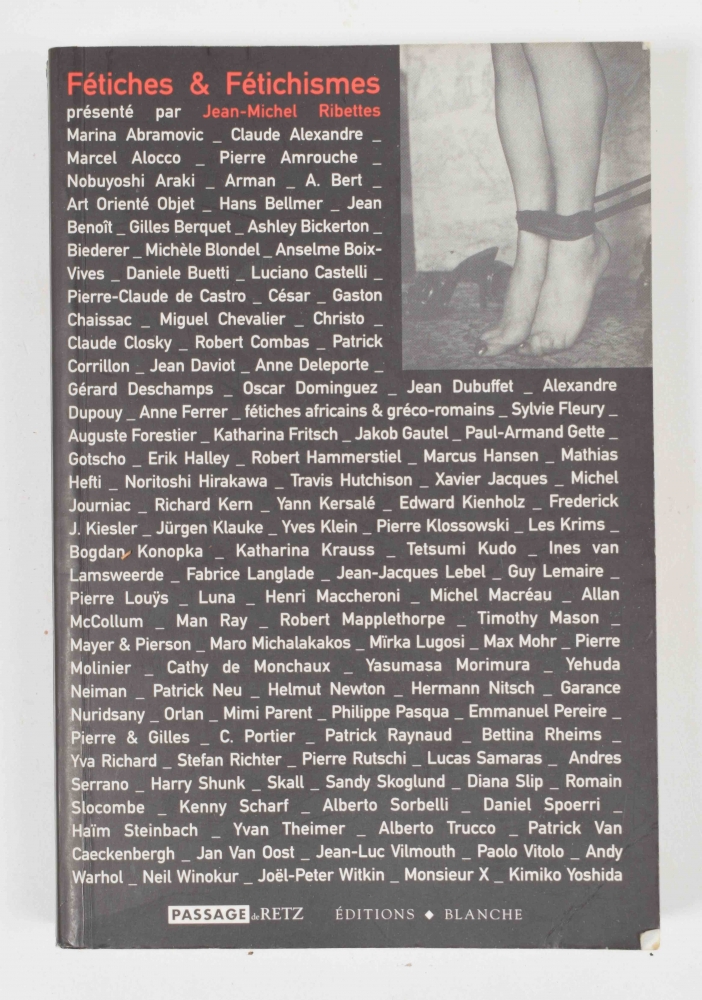 Fétiches & Fétichismes
présenté par Jean-Michel Ribettes
Marina Abramovic _ Claude Alexandre _
Marcel Alocco _ Pierre Amrouche _
Nobuyoshi Araki _ Arman _ A. Bert _
Art Orienté Objet _ Hans Bellmer _ Jean
Benoît _ Gilles Berquet _ Ashley Bickerton _
Biederer _ Michèle Blondel _ Anselme Boix-
Vives _ Daniele Buetti _ Luciano Castelli _
Pierre-Claude de Castro _ César _ Gaston
Chaissac _ Miguel Chevalier _ Christo _
Claude Closky _ Robert Combas _ Patrick
Corrillon _ Jean Daviot _ Anne Deleporte _
Gérard Deschamps _ Oscar Dominguez _ Jean Dubuffet _ Alexandre
Dupouy _ Anne Ferrer _ fétiches africains & gréco-romains _ Sylvie Fleury _
Auguste Forestier _ Katharina Fritsch _ Jakob Gautel _ Paul-Armand Gette _
Gotscho _ Erik Halley _ Robert Hammerstiel _ Marcus Hansen _ Mathias
Hefti _ Noritoshi Hirakawa _ Travis Hutchison _ Xavier Jacques _ Michel
Journiac _ Richard Kern _ Yann Kersalé _ Edward Kienholz _ Frederick
J. Kiesler _ Jürgen Klauke _ Yves Klein _ Pierre Klossowski _ Les Krims _
Bogdan Konopka _ Katharina Krauss _ Tetsumi Kudo _ Ines van
Lamsweerde _ Fabrice Langlade _ Jean-Jacques Lebel _ Guy Lemaire _
Pierre Louÿs _ Luna _ Henri Maccheroni _ Michel Macréau _ Allan
McCollum _ Man Ray _ Robert Mapplethorpe _ Timothy Mason _
Mayer & Pierson _ Maro Michalakakos _ Mïrka Lugosi _ Max Mohr _ Pierre
Molinier _ Cathy de Monchaux _ Yasumasa Morimura _ Yehuda
Neiman _ Patrick Neu _ Helmut Newton _ Hermann Nitsch _ Garance
Nuridsany _ Orlan _ Mimi Parent _ Philippe Pasqua _ Emmanuel Pereire _
Pierre & Gilles _ C. Portier _ Patrick Raynaud _ Bettina Rheims _
Yva Richard _ Stefan Richter _ Pierre Rutschi _ Lucas Samaras _ Andres
Serrano _ Harry Shunk _ Skall _ Sandy Skoglund _ Diana Slip _ Romain
Slocombe _ Kenny Scharf _ Alberto Sorbelli _ Daniel Spoerri _
Haïm Steinbach _ Yvan Theimer _ Alberto Trucco _ Patrick Van
Caeckenbergh _ Jan Van Oost _ Jean-Luc Vilmouth _ Paolo Vitolo _ Andy
Warhol _ Neil Winokur _ Joël-Peter Witkin _ Monsieur X _ Kimiko Yoshida
PASSAGE de RETZ ÉDITIONS ◆ BLANCHE